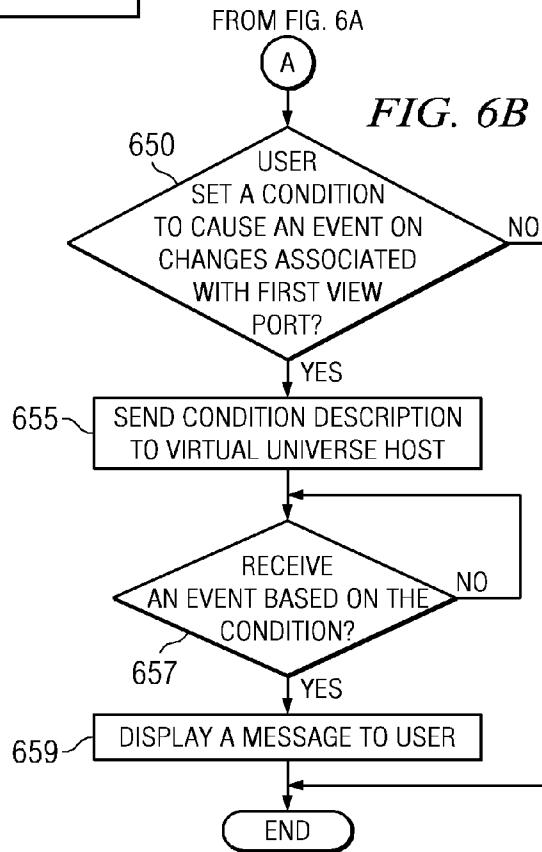 FROM FIG. 6A
A
FIG. 6B
650
USER
SET A CONDITION
TO CAUSE AN EVENT ON
CHANGES ASSOCIATED
WITH FIRST VIEW
PORT?
NO
YES
655
SEND CONDITION DESCRIPTION
TO VIRTUAL UNIVERSE HOST
RECEIVE
AN EVENT BASED ON THE
CONDITION?
NO
657
YES
659
DISPLAY A MESSAGE TO USER
END